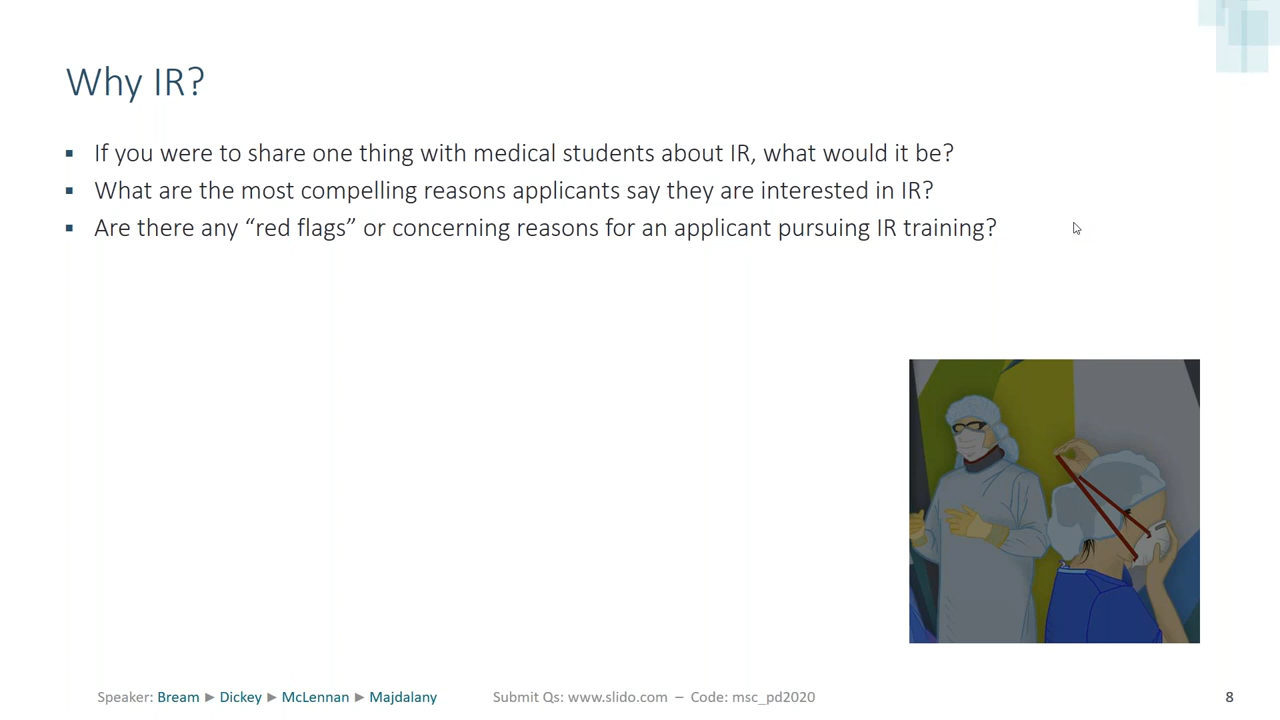 Why IR?
▪ If you were to share one thing with medical students about IR, what would it be?
▪ What are the most compelling reasons applicants say they are interested in IR?
▪ Are there any “red flags” or concerning reasons for an applicant pursuing IR training?
Speaker: Bream ► Dickey ► McLennan ► Majdalany
Submit Qs: www.slido.com – Code: msc_pd2020
8